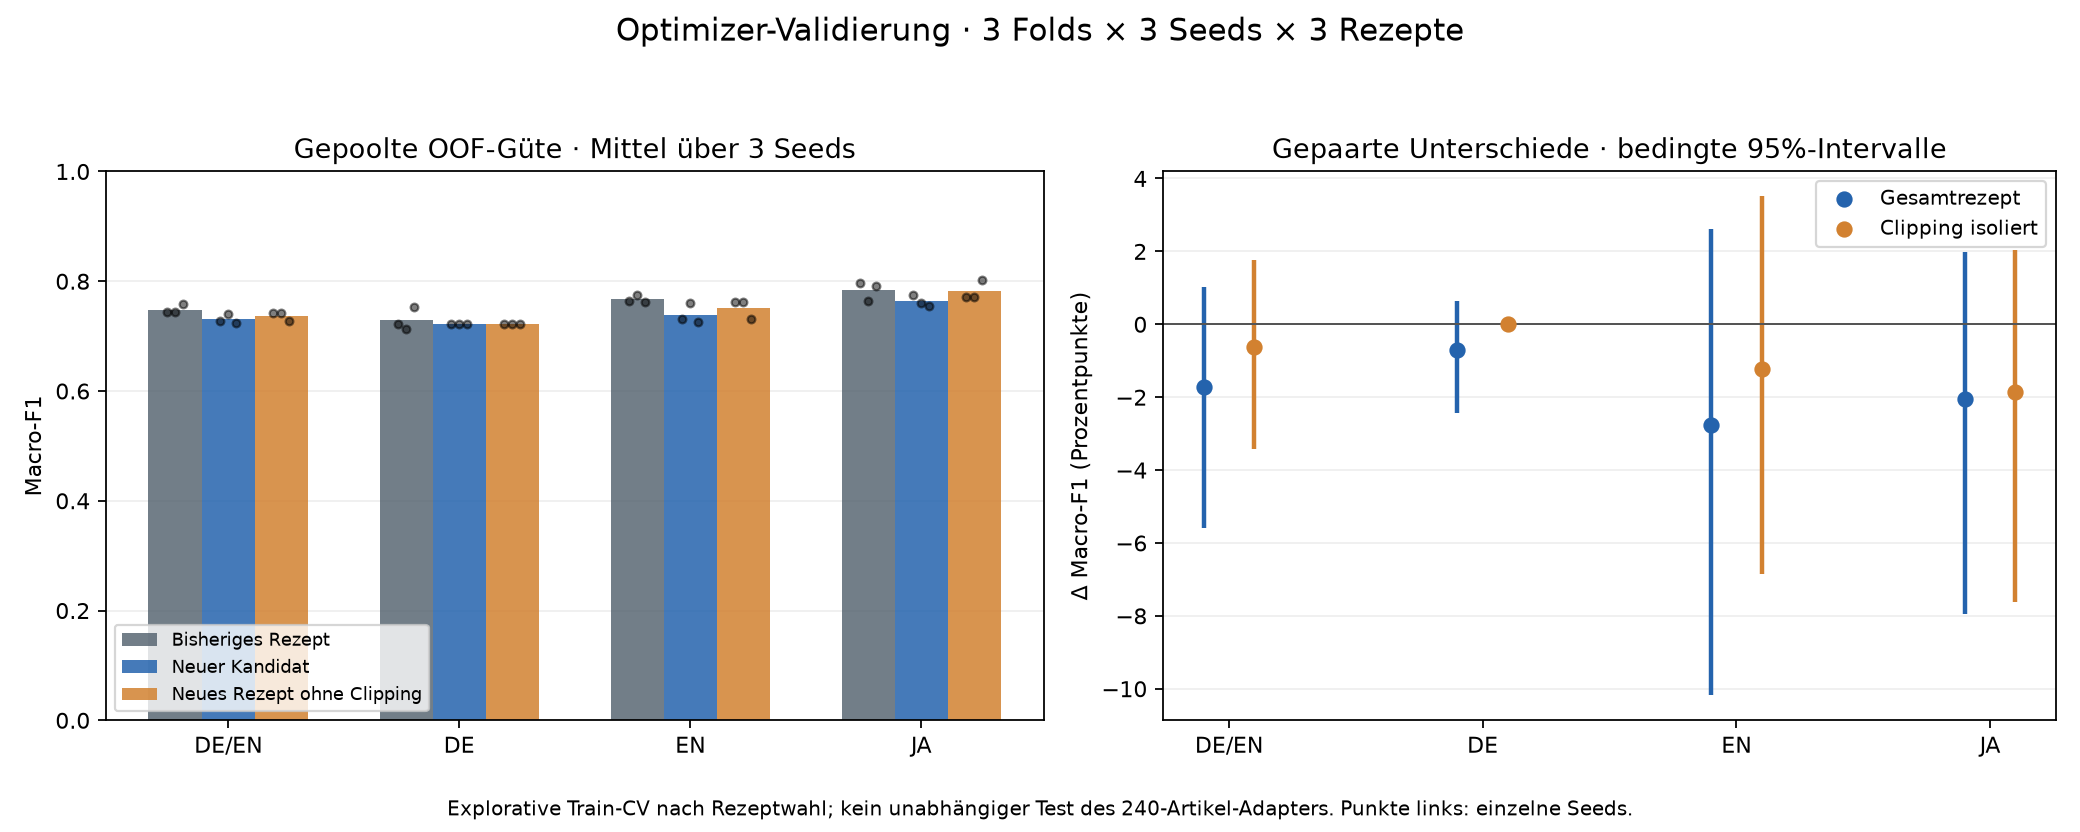 Optimizer-Validierung · 3 Folds × 3 Seeds × 3 Rezepte
Gepoolte OOF-Güte · Mittel über 3 Seeds
Macro-F1
1.0
0.8
0.6
0.4
0.2
0.0
Bisheriges Rezept
Neuer Kandidat
Neues Rezept ohne Clipping
DE/EN DE EN JA
Gepaarte Unterschiede · bedingte 95%-Intervalle
Δ Macro-F1 (Prozentpunkte)
4
2
0
−2
−4
−6
−8
−10
Gesamtrezept
Clipping isoliert
DE/EN DE EN JA
Explorative Train-CV nach Rezeptwahl; kein unabhängiger Test des 240-Artikel-Adapters. Punkte links: einzelne Seeds.